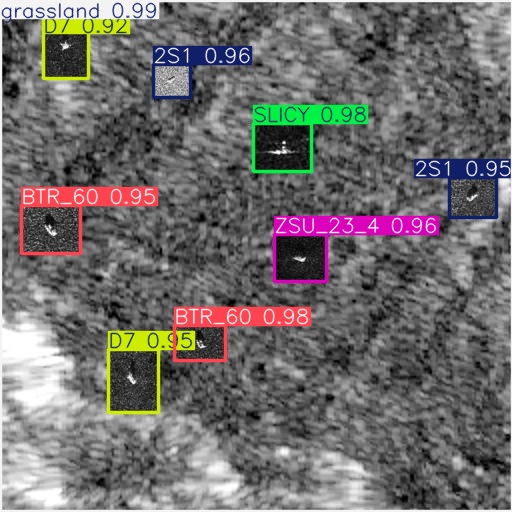 grassland 0.99
D7 0.92
2S1 0.96
SLICY 0.98
2S1 0.95
BTR_60 0.95
ZSU_23_4 0.96
BTR_60 0.98
D7 0.95